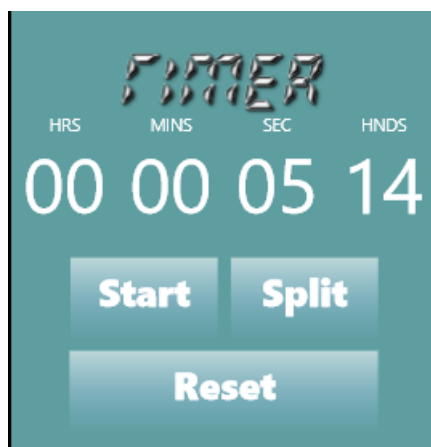 TIMER
HRS MINS SEC HNDS
00 00 05 14
Start Split
Reset